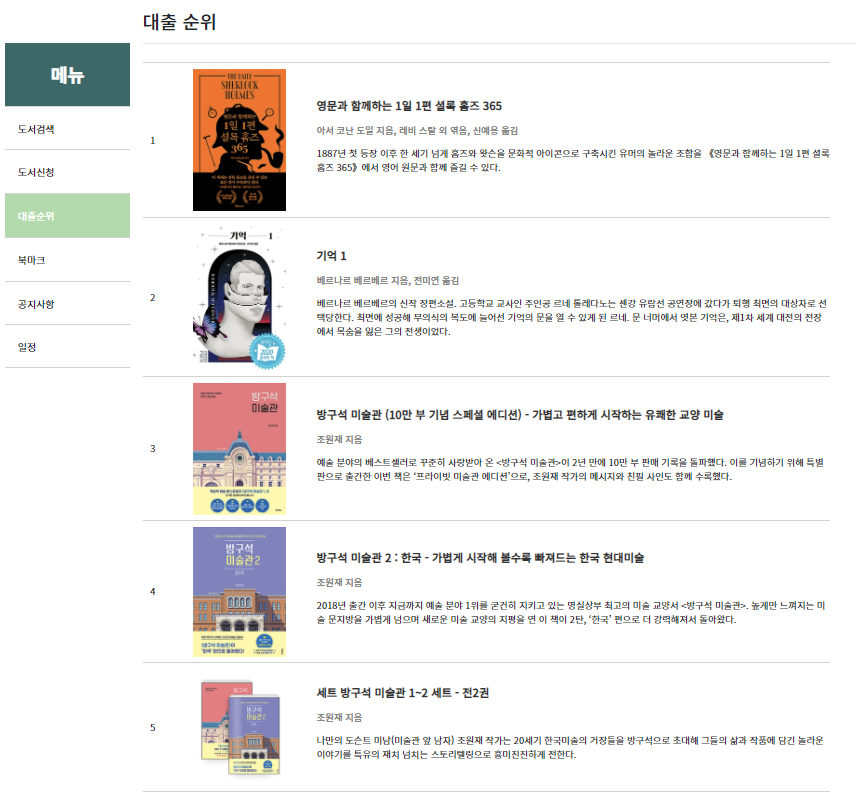 대출 순위
메뉴
도서검색
도서신청
대출순위
북마크
공지사항
일정
1
THE DAILY
SHERLOCK
HOLMES
영문과 함께하는
1일 1편
셜록 홈즈
365
영문과 함께하는 1일 1편 셜록 홈즈 365
아서 코난 도일 지음, 레비 스탈 외 엮음, 신예용 옮김
1887년 첫 등장 이후 한 세기 넘게 홈즈와 왓슨을 문화적 아이콘으로 구축시킨 유머의 놀라운 조합을 《영문과 함께하는 1일 1편 셜록
홈즈 365》에서 영어 원문과 함께 즐길 수 있다.
2
기억 1
2020
기억 1
베르나르 베르베르 지음, 전미연 옮김
베르나르 베르베르의 신작 장편소설. 고등학교 교사인 주인공 르네 톨레다노는 센강 유람선 공연장에 갔다가 퇴행 최면의 대상자로 선
택당한다. 최면에 성공해 무의식의 복도에 늘어선 기억의 문을 열 수 있게 된 르네. 문 너머에서 엿본 기억은, 제1차 세계 대전의 전장
에서 목숨을 잃은 그의 전생이었다.
3
방구석
미술관
방구석 미술관 (10만 부 기념 스페셜 에디션) - 가볍고 편하게 시작하는 유쾌한 교양 미술
조원재 지음
예술 분야의 베스트셀러로 꾸준히 사랑받아 온 <방구석 미술관>이 2년 만에 10만 부 판매 기록을 돌파했다. 이를 기념하기 위해 특별
판으로 출간한 이번 책은 ‘프라이빗 미술관 에디션’으로, 조원재 작가의 메시지와 친필 사인도 함께 수록했다.
4
방구석
미술관 2
방구석 미술관 2 : 한국 - 가볍게 시작해 볼수록 빠져드는 한국 현대미술
조원재 지음
2018년 출간 이후 지금까지 예술 분야 1위를 굳건히 지키고 있는 명실상부 최고의 미술 교양서 <방구석 미술관>. 높게만 느껴지는 미
술 문지방을 가볍게 넘으며 새로운 미술 교양의 지평을 연 이 책이 2탄, ‘한국’ 편으로 더 강력해져서 돌아왔다.
5
방구석
방구석
미술관 2
세트 방구석 미술관 1~2 세트 - 전2권
조원재 지음
나만의 도슨트 미남(미술관 앞 남자) 조원재 작가는 20세기 한국미술의 거장들을 방구석으로 초대해 그들의 삶과 작품에 담긴 놀라운
이야기를 특유의 재치 넘치는 스토리텔링으로 흥미진진하게 전한다.